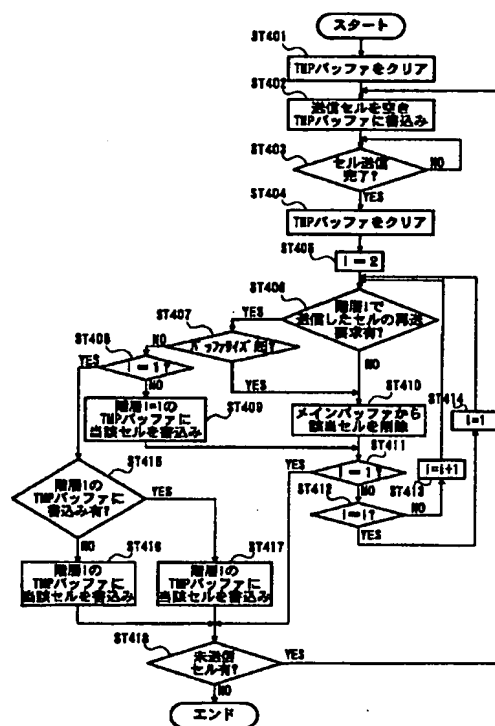 スタート
ST401
TMPバッファをクリア
ST402
送信セルを空き
TMPバッファに書込み
ST403
セル送信
完了?
NO
YES
ST404
TMPバッファをクリア
ST405
i = 2
ST406
階層iで
送信したセルの再送
要求有?
YES
NO
ST407
バッファサイズ超?
NO
YES
ST408
i = 1?
YES
NO
ST409
階層i=1の
TMPバッファに
当該セルを書込み
ST410
メインバッファから
該当セルを削除
ST411
i = 1?
YES
NO
ST412
i = i?
NO
YES
ST413
i=i+1
ST414
i=1
ST415
階層1の
TMPバッファに
書込み有?
YES
NO
ST416
階層1の
TMPバッファに
当該セルを書込み
ST417
階層1の
TMPバッファに
当該セルを書込み
ST418
未送信
セル有?
YES
NO
エンド